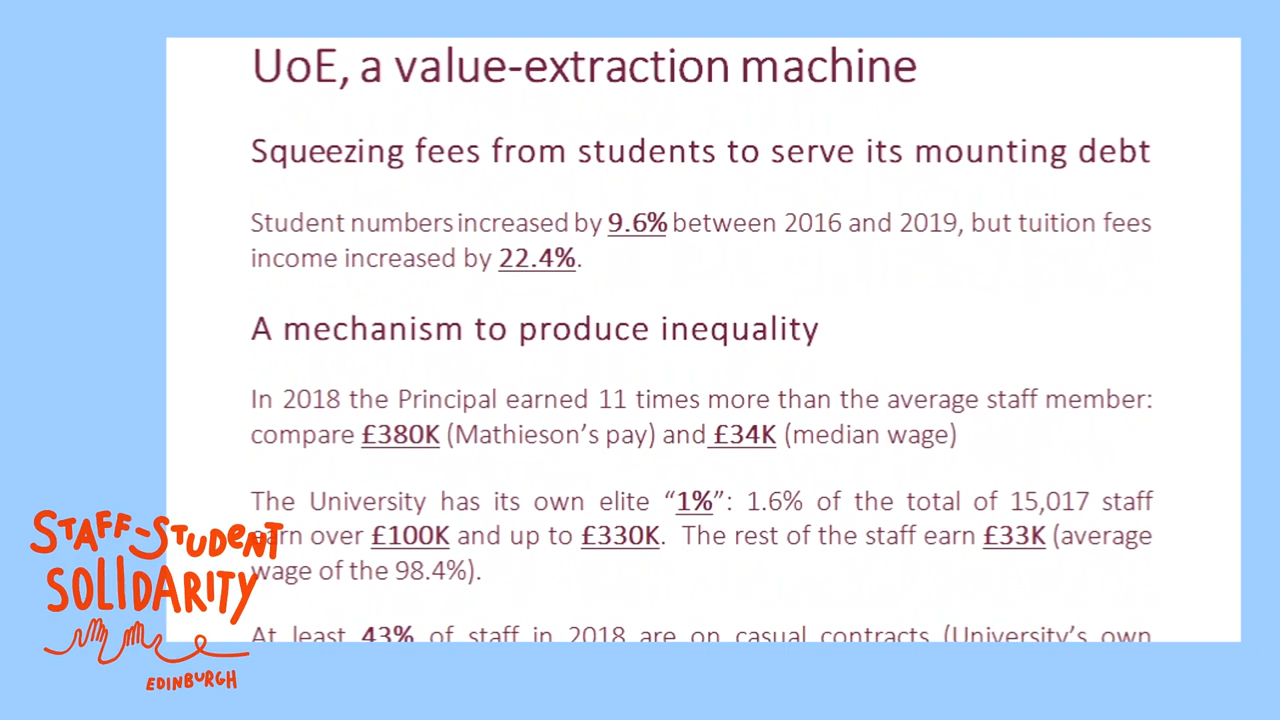 UoE, a value-extraction machine
Squeezing fees from students to serve its mounting debt
Student numbers increased by 9.6% between 2016 and 2019, but tuition fees
income increased by 22.4%.
A mechanism to produce inequality
In 2018 the Principal earned 11 times more than the average staff member:
compare £380K (Mathieson's pay) and £34K (median wage)
The University has its own elite “1%”: 1.6% of the total of 15,017 staff
earn over £100K and up to £330K. The rest of the staff earn £33K (average
wage of the 98.4%).
At least 43% of staff in 2018 are on casual contracts (University's own
STAFF-STUDENT
SOLIDARITY
EDINBURGH